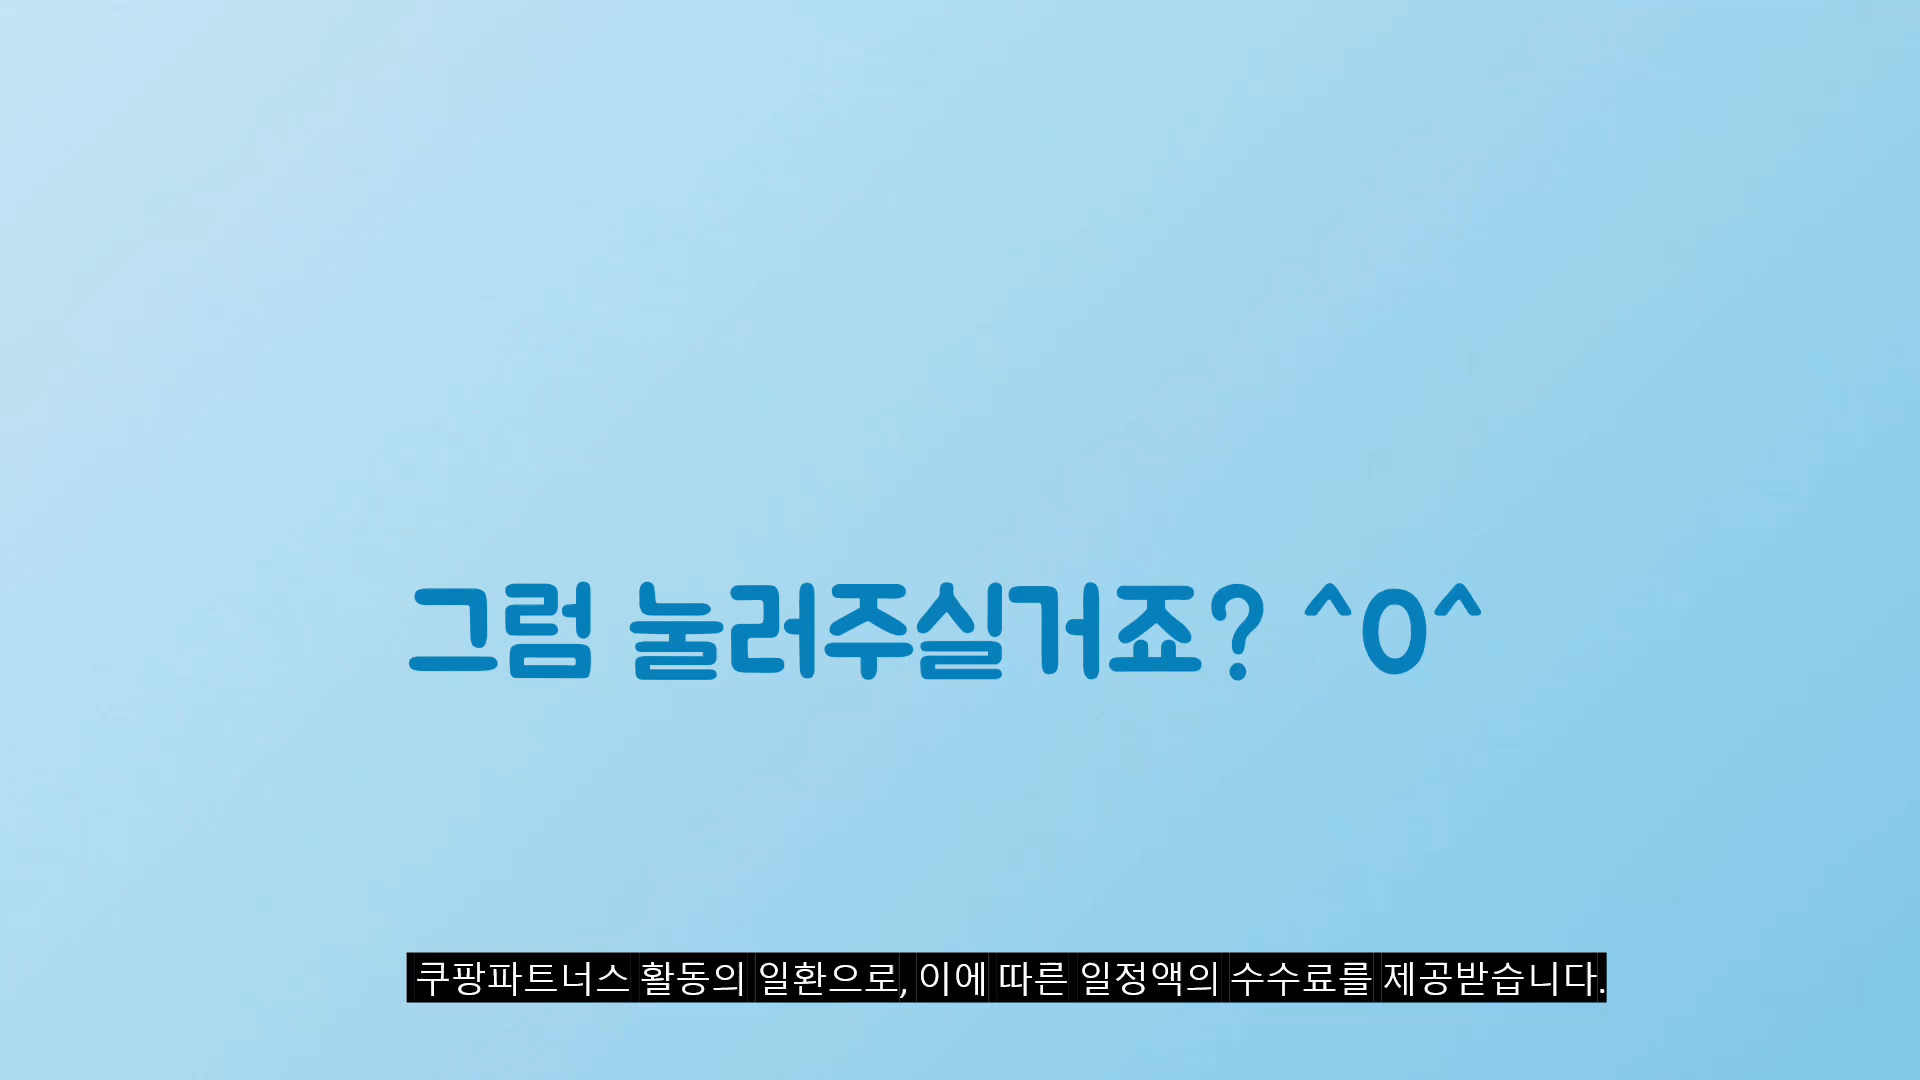 그럼 눌러주실거죠? ^0^
쿠팡파트너스 활동의 일환으로, 이에 따른 일정액의 수수료를 제공받습니다.